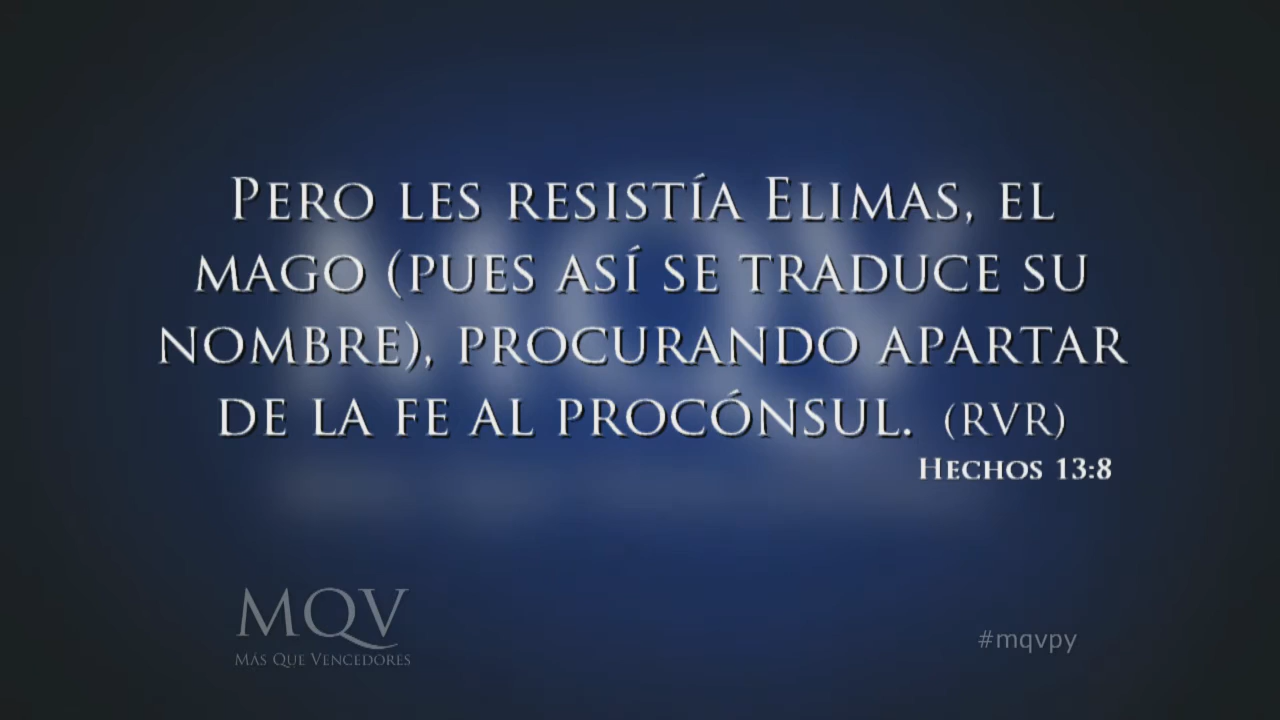 Pero les resistía Elimas, el
mago (pues así se traduce su
nombre), procurando apartar
de la fe al procónsul. (RVR)
Hechos 13:8
MQV
Más Que Vencedores
#mqvpy